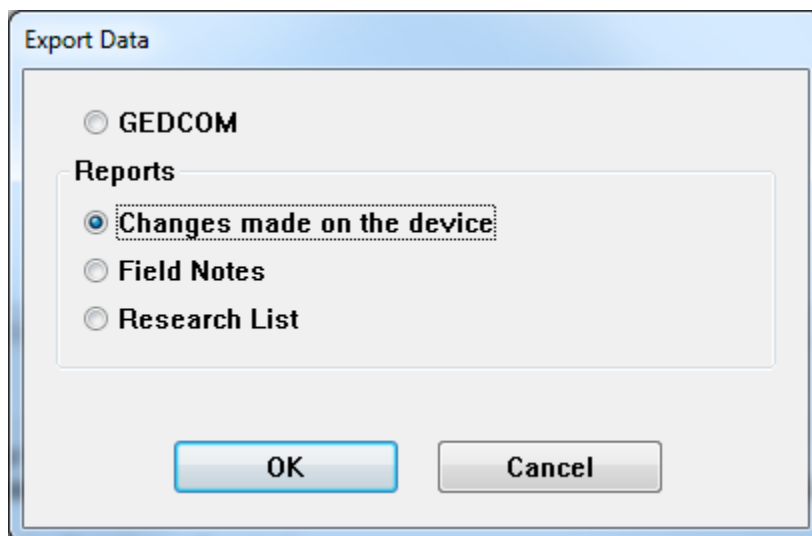 Export Data
GEDCOM
Reports
Changes made on the device
Field Notes
Research List
OK
Cancel